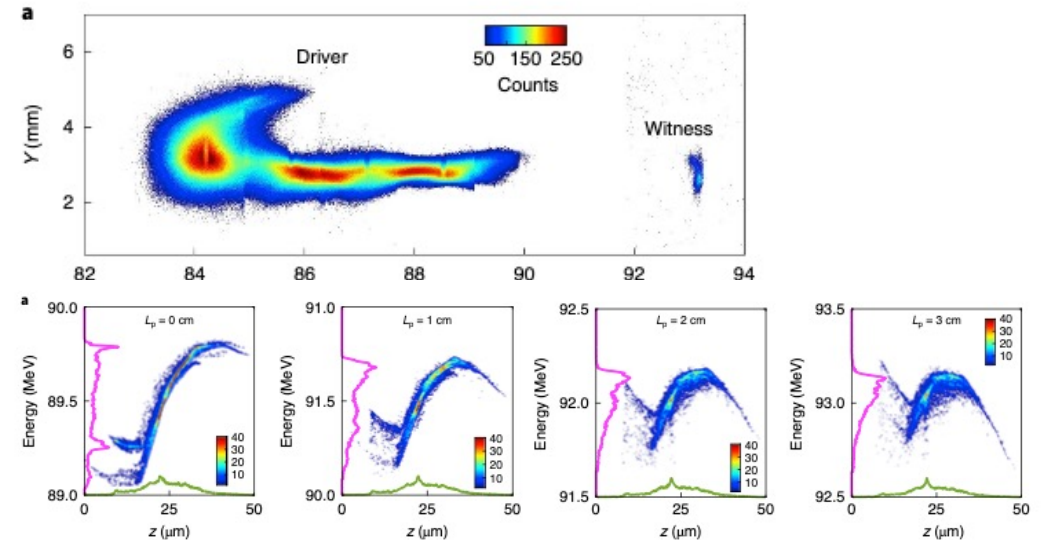 a
6
4
2
Y (mm)
Driver
50 150 250
Counts
Witness
82 84 86 88 90 92 94
a
90.0
89.5
89.0
Energy (MeV)
Lp = 0 cm
40
30
20
10
0 25 50
z (μm)
91.0
91.5
90.0
Energy (MeV)
Lp = 1 cm
40
30
20
10
0 25 50
z (μm)
92.5
92.0
91.5
Energy (MeV)
Lp = 2 cm
40
30
20
10
0 25 50
z (μm)
93.5
93.0
92.5
Energy (MeV)
Lp = 3 cm
40
30
20
10
0 25 50
z (μm)